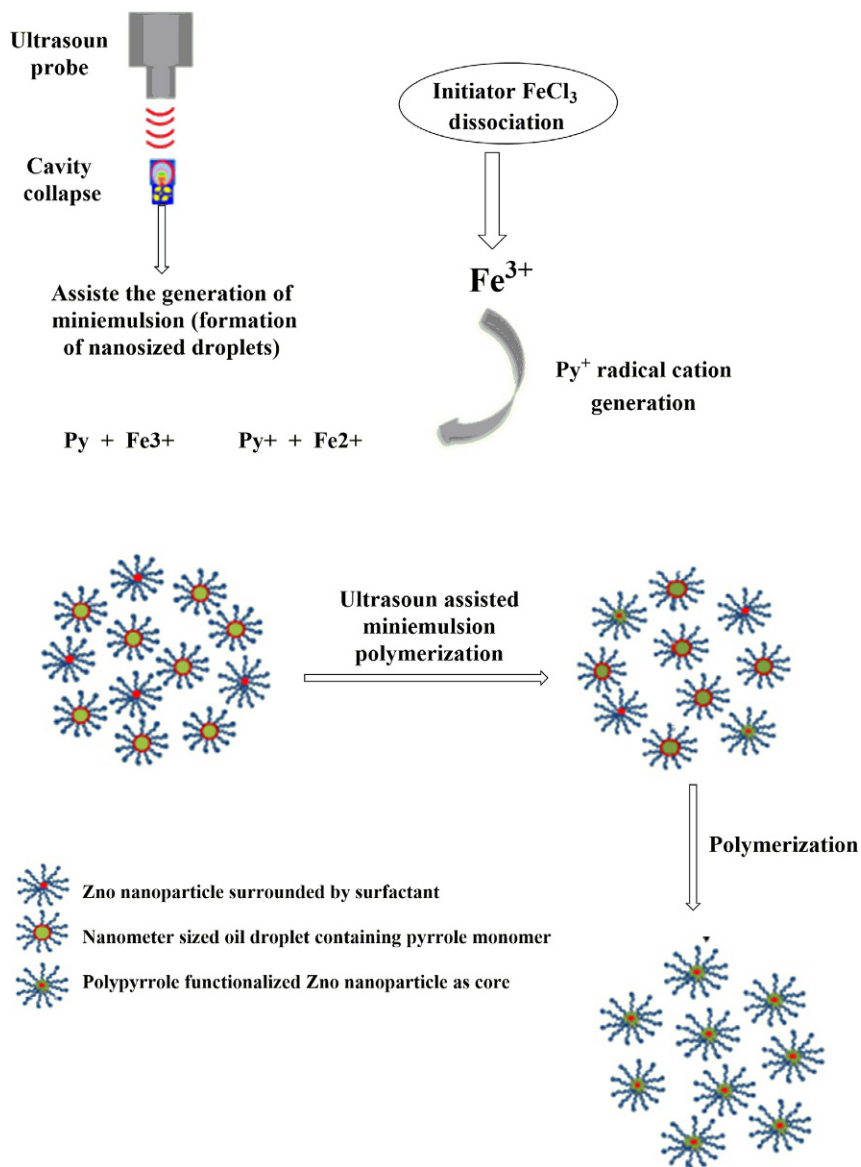 Ultrasoun
probe
Cavity
collapse
Assiste the generation of
miniemulsion (formation
of nanosized droplets)
Initiator FeCl₃
dissociation
Fe³⁺
Py⁺ radical cation
generation
Py + Fe3+ Py+ + Fe2+
Ultrasoun assisted
miniemulsion
polymerization
Polymerization
Zno nanoparticle surrounded by surfactant
Nanometer sized oil droplet containing pyrrole monomer
Polypyrrole functionalized Zno nanoparticle as core